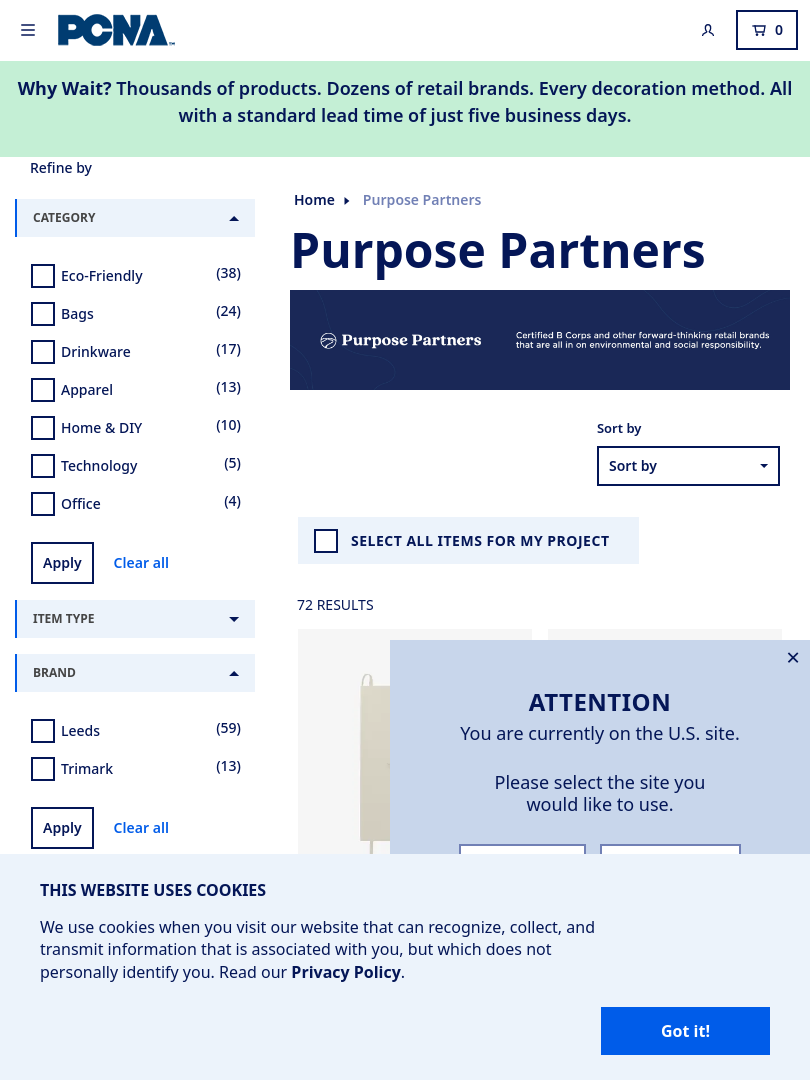 PCNA
0
Why Wait? Thousands of products. Dozens of retail brands. Every decoration method. All
with a standard lead time of just five business days.
Refine by
CATEGORY
Eco-Friendly (38)
Bags (24)
Drinkware (17)
Apparel (13)
Home & DIY (10)
Technology (5)
Office (4)
Apply Clear all
ITEM TYPE
BRAND
Leeds (59)
Trimark (13)
Apply Clear all
Home Purpose Partners
Purpose Partners
Purpose Partners
Certified B Corps and other forward-thinking retail brands
that are all in on environmental and social responsibility.
Sort by
Sort by
SELECT ALL ITEMS FOR MY PROJECT
72 RESULTS
ATTENTION
You are currently on the U.S. site.
Please select the site you
would like to use.
THIS WEBSITE USES COOKIES
We use cookies when you visit our website that can recognize, collect, and
transmit information that is associated with you, but which does not
personally identify you. Read our Privacy Policy.
Got it!